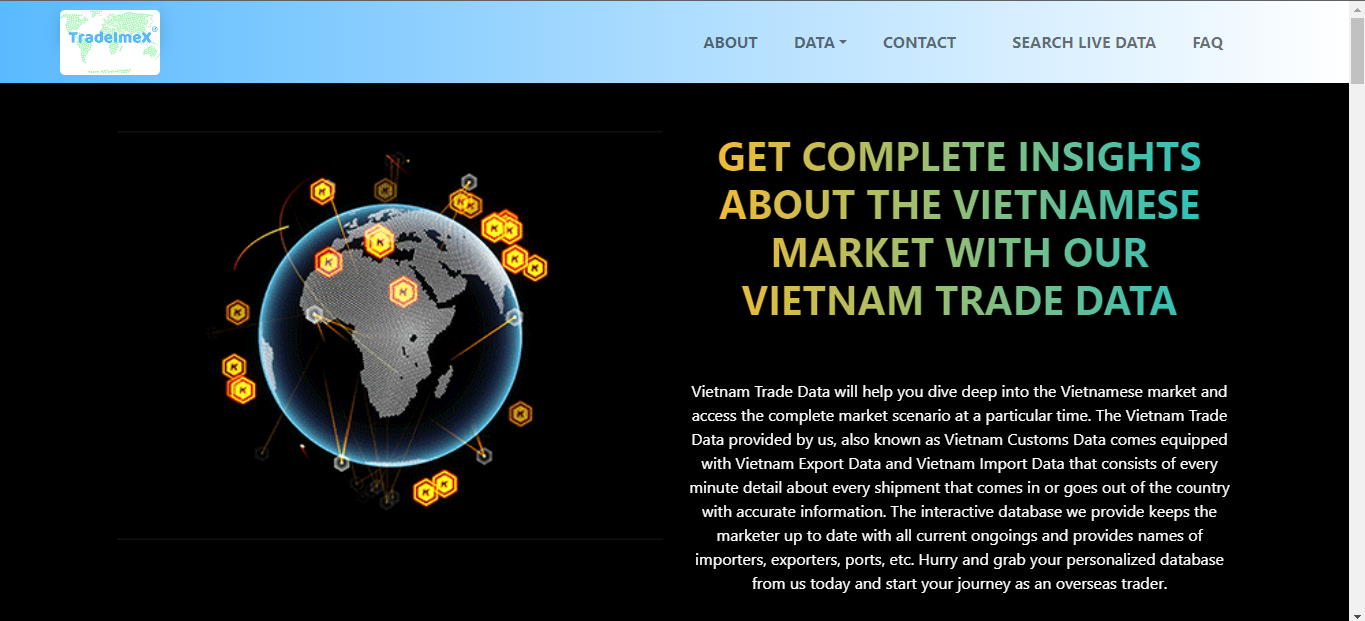 TradeImeX
ABOUT DATA CONTACT SEARCH LIVE DATA FAQ
GET COMPLETE INSIGHTS
ABOUT THE VIETNAMESE
MARKET WITH OUR
VIETNAM TRADE DATA
Vietnam Trade Data will help you dive deep into the Vietnamese market and
access the complete market scenario at a particular time. The Vietnam Trade
Data provided by us, also known as Vietnam Customs Data comes equipped
with Vietnam Export Data and Vietnam Import Data that consists of every
minute detail about every shipment that comes in or goes out of the country
with accurate information. The interactive database we provide keeps the
marketer up to date with all current ongoings and provides names of
importers, exporters, ports, etc. Hurry and grab your personalized database
from us today and start your journey as an overseas trader.